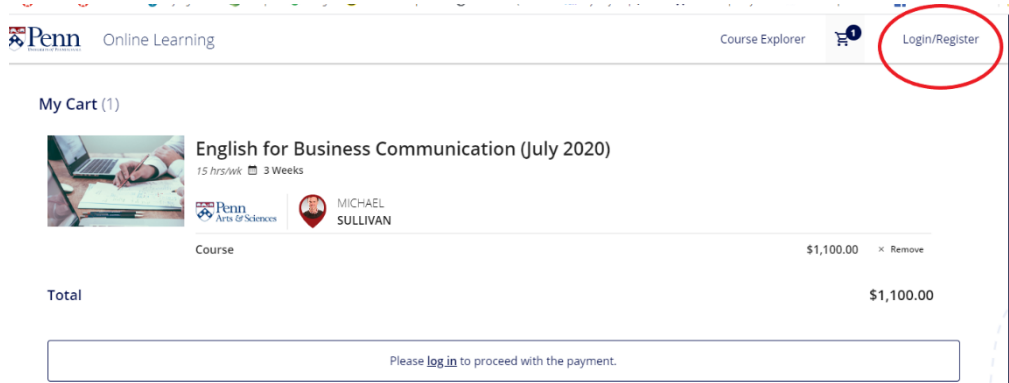 Penn Online Learning Course Explorer 1 Login/Register
My Cart (1)
English for Business Communication (July 2020)
15 hrs/wk 3 Weeks
Penn
Arts & Sciences
MICHAEL
SULLIVAN
Course $1,100.00 × Remove
Total $1,100.00
Please log in to proceed with the payment.